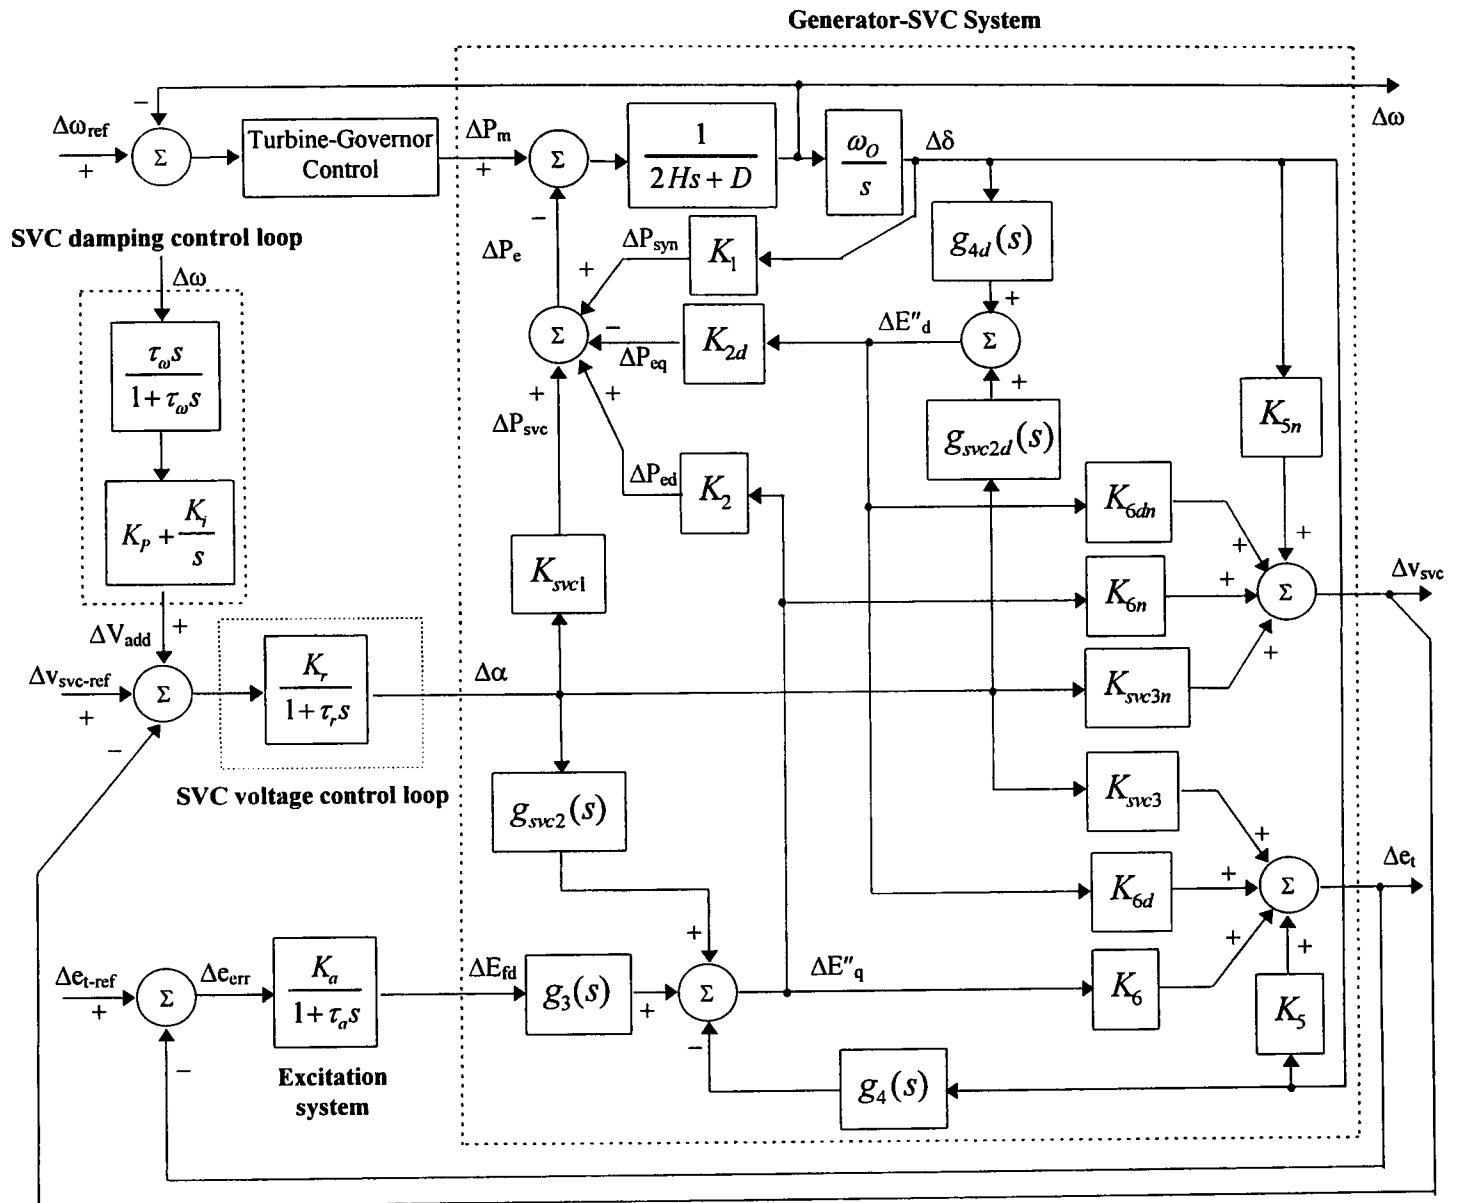 Generator-SVC System
−
Δω
Δω_ref
+
Σ
Turbine-Governor
Control
ΔP_m
+
Σ
−
1
2Hs + D
ω_O
s
Δδ
SVC damping control loop
Δω
ΔP_e
ΔP_syn
K_1
+
g_4d(s)
+
Σ
−
ΔP_eq
K_2d
ΔE″_d
Σ
+
τ_ω s
1 + τ_ω s
+
ΔP_svc
+
ΔP_ed
K_2
g_svc2d(s)
K_5n
K_P + K_i
s
K_svc1
K_6dn
+
+
K_6n
+
Σ
Δv_svc
ΔV_add
+
Δv_svc-ref
+
Σ
−
K_r
1 + τ_r s
Δα
K_svc3n
+
SVC voltage control loop
g_svc2(s)
K_svc3
+
K_6d
+
Σ
Δe_t
+
+
+
Δe_t-ref
+
Σ
−
Δe_err
K_a
1 + τ_a s
ΔE_fd
g_3(s)
+
Σ
−
ΔE″_q
K_6
K_5
Excitation
system
g_4(s)